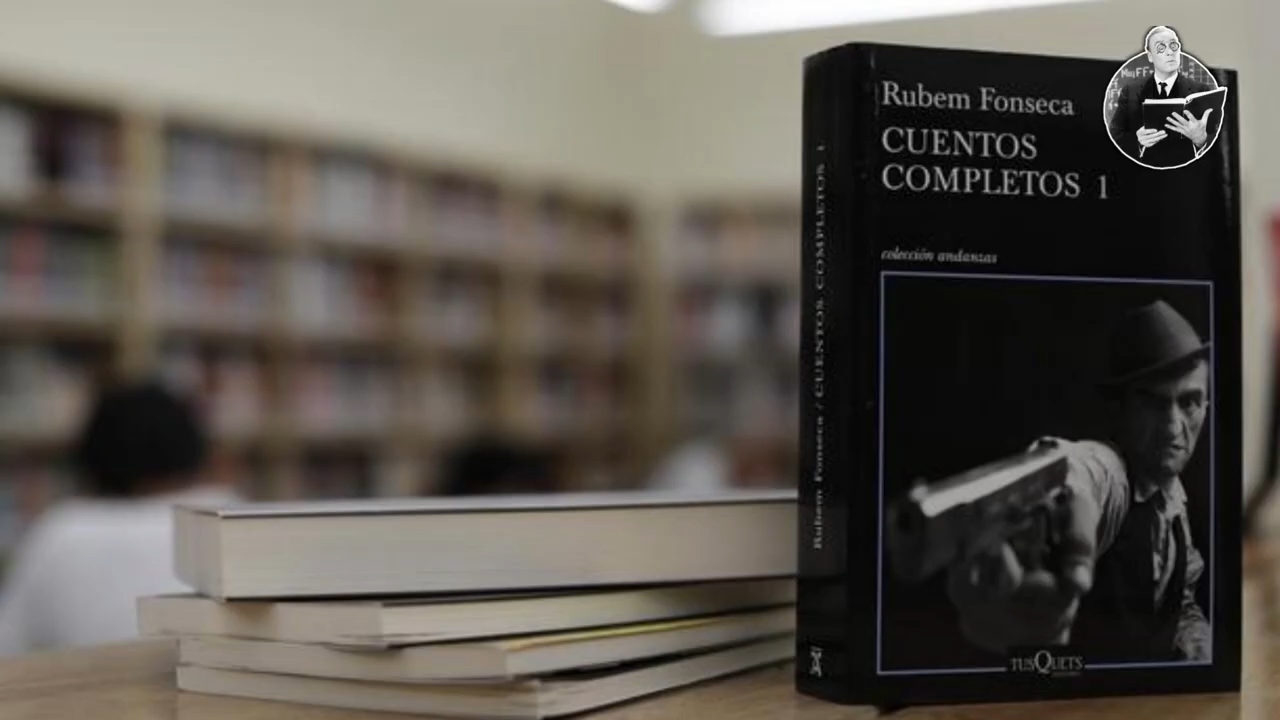 Rubem Fonseca
CUENTOS
COMPLETOS 1
colección andanzas
TUSQUETS
Rubem Fonseca / CUENTOS COMPLETOS 1